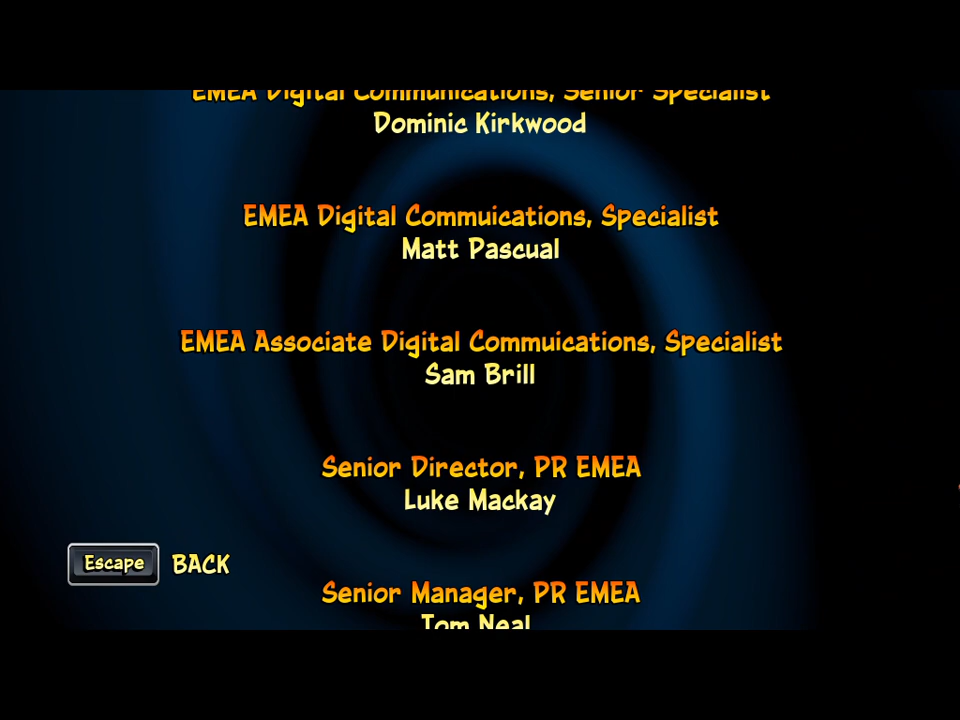 EMEA Digital Communications, Senior Specialist
Dominic Kirkwood
EMEA Digital Commuications, Specialist
Matt Pascual
EMEA Associate Digital Commuications, Specialist
Sam Brill
Senior Director, PR EMEA
Luke Mackay
Escape BACK
Senior Manager, PR EMEA
Tom Neal